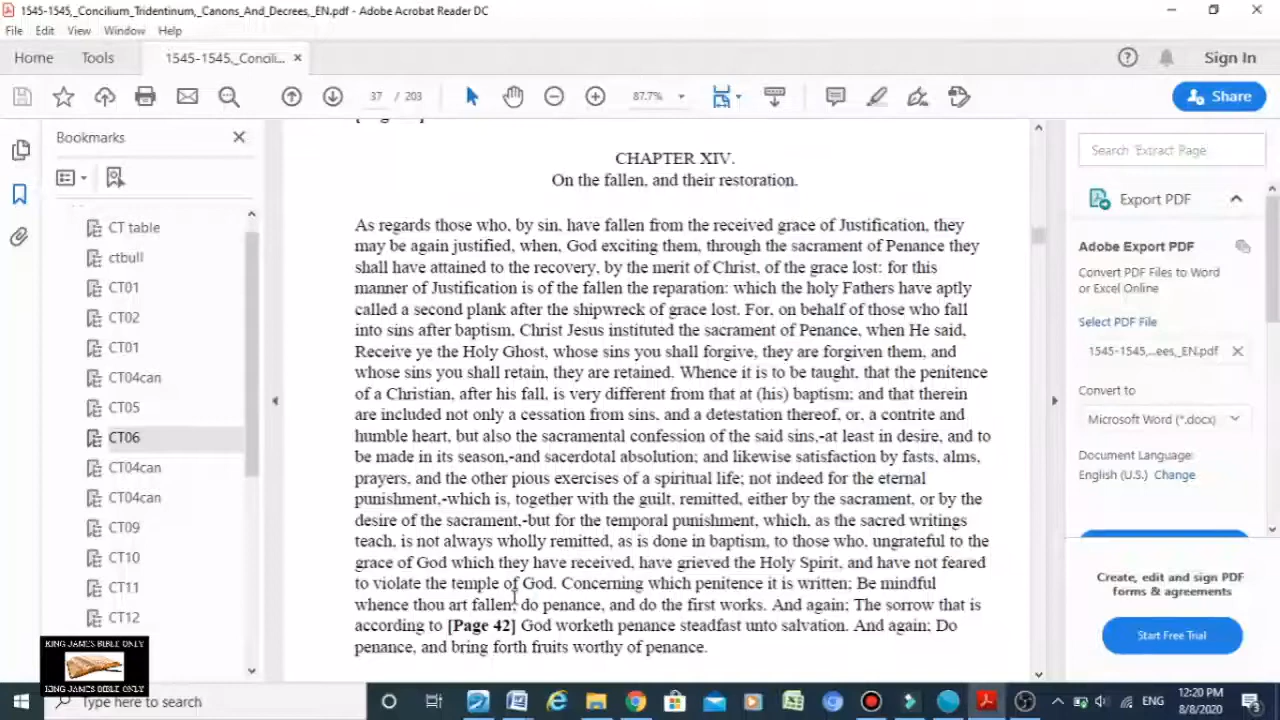 1545-1545,_Concilium_Tridentinum,_Canons_And_Decrees,_EN.pdf - Adobe Acrobat Reader DC
File Edit View Window Help
Home Tools 1545-1545,_Concili... ×
Sign In
37 / 203 87.7% Share
Bookmarks
CT table
ctbull
CT01
CT02
CT01
CT04can
CT05
CT06
CT04can
CT04can
CT09
CT10
CT11
CT12
CHAPTER XIV.
On the fallen, and their restoration.
As regards those who, by sin, have fallen from the received grace of Justification, they
may be again justified, when, God exciting them, through the sacrament of Penance they
shall have attained to the recovery, by the merit of Christ, of the grace lost: for this
manner of Justification is of the fallen the reparation: which the holy Fathers have aptly
called a second plank after the shipwreck of grace lost. For, on behalf of those who fall
into sins after baptism, Christ Jesus instituted the sacrament of Penance, when He said,
Receive ye the Holy Ghost, whose sins you shall forgive, they are forgiven them, and
whose sins you shall retain, they are retained. Whence it is to be taught, that the penitence
of a Christian, after his fall, is very different from that at (his) baptism; and that therein
are included not only a cessation from sins, and a detestation thereof, or, a contrite and
humble heart, but also the sacramental confession of the said sins,-at least in desire, and to
be made in its season,-and sacerdotal absolution; and likewise satisfaction by fasts, alms,
prayers, and the other pious exercises of a spiritual life; not indeed for the eternal
punishment,-which is, together with the guilt, remitted, either by the sacrament, or by the
desire of the sacrament,-but for the temporal punishment, which, as the sacred writings
teach, is not always wholly remitted, as is done in baptism, to those who, ungrateful to the
grace of God which they have received, have grieved the Holy Spirit, and have not feared
to violate the temple of God. Concerning which penitence it is written; Be mindful
whence thou art fallen; do penance, and do the first works. And again; The sorrow that is
according to [Page 42] God worketh penance steadfast unto salvation. And again; Do
penance, and bring forth fruits worthy of penance.
Search 'Extract Page'
Export PDF
Adobe Export PDF
Convert PDF Files to Word
or Excel Online
Select PDF File
1545-1545,...ees,_EN.pdf
Convert to
Microsoft Word (*.docx)
Document Language:
English (U.S.) Change
Create, edit and sign PDF
forms & agreements
Start Free Trial
KING JAMES BIBLE ONLY
KING JAMES BIBLE ONLY
Type here to search
ENG
12:20 PM
8/8/2020
3